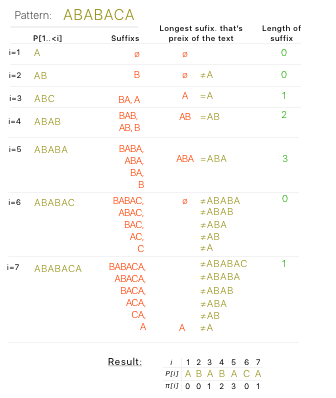 Pattern: ABABACA
P[1..<i] Suffixs Longest sufix. that's preix of the text Length of suffix
i=1 A ø ø 0
i=2 AB B ø ≠A 0
i=3 ABC BA, A A =A 1
i=4 ABAB BAB, AB, B AB =AB 2
i=5 ABABA BABA, ABA, BA, B ABA =ABA 3
i=6 ABABAC BABAC, ø ≠ABABA 0
ABAC, ≠ABAB
BAC, ≠ABA
AC, ≠AB
C ≠A
i=7 ABABACA BABACA, ≠ABABAC 1
ABACA, ≠ABABA
BACA, ≠ABAB
ACA, ≠ABA
CA, ≠AB
A A =A
Result: i 1 2 3 4 5 6 7
P[i] A B A B A C A
π[i] 0 0 1 2 3 0 1